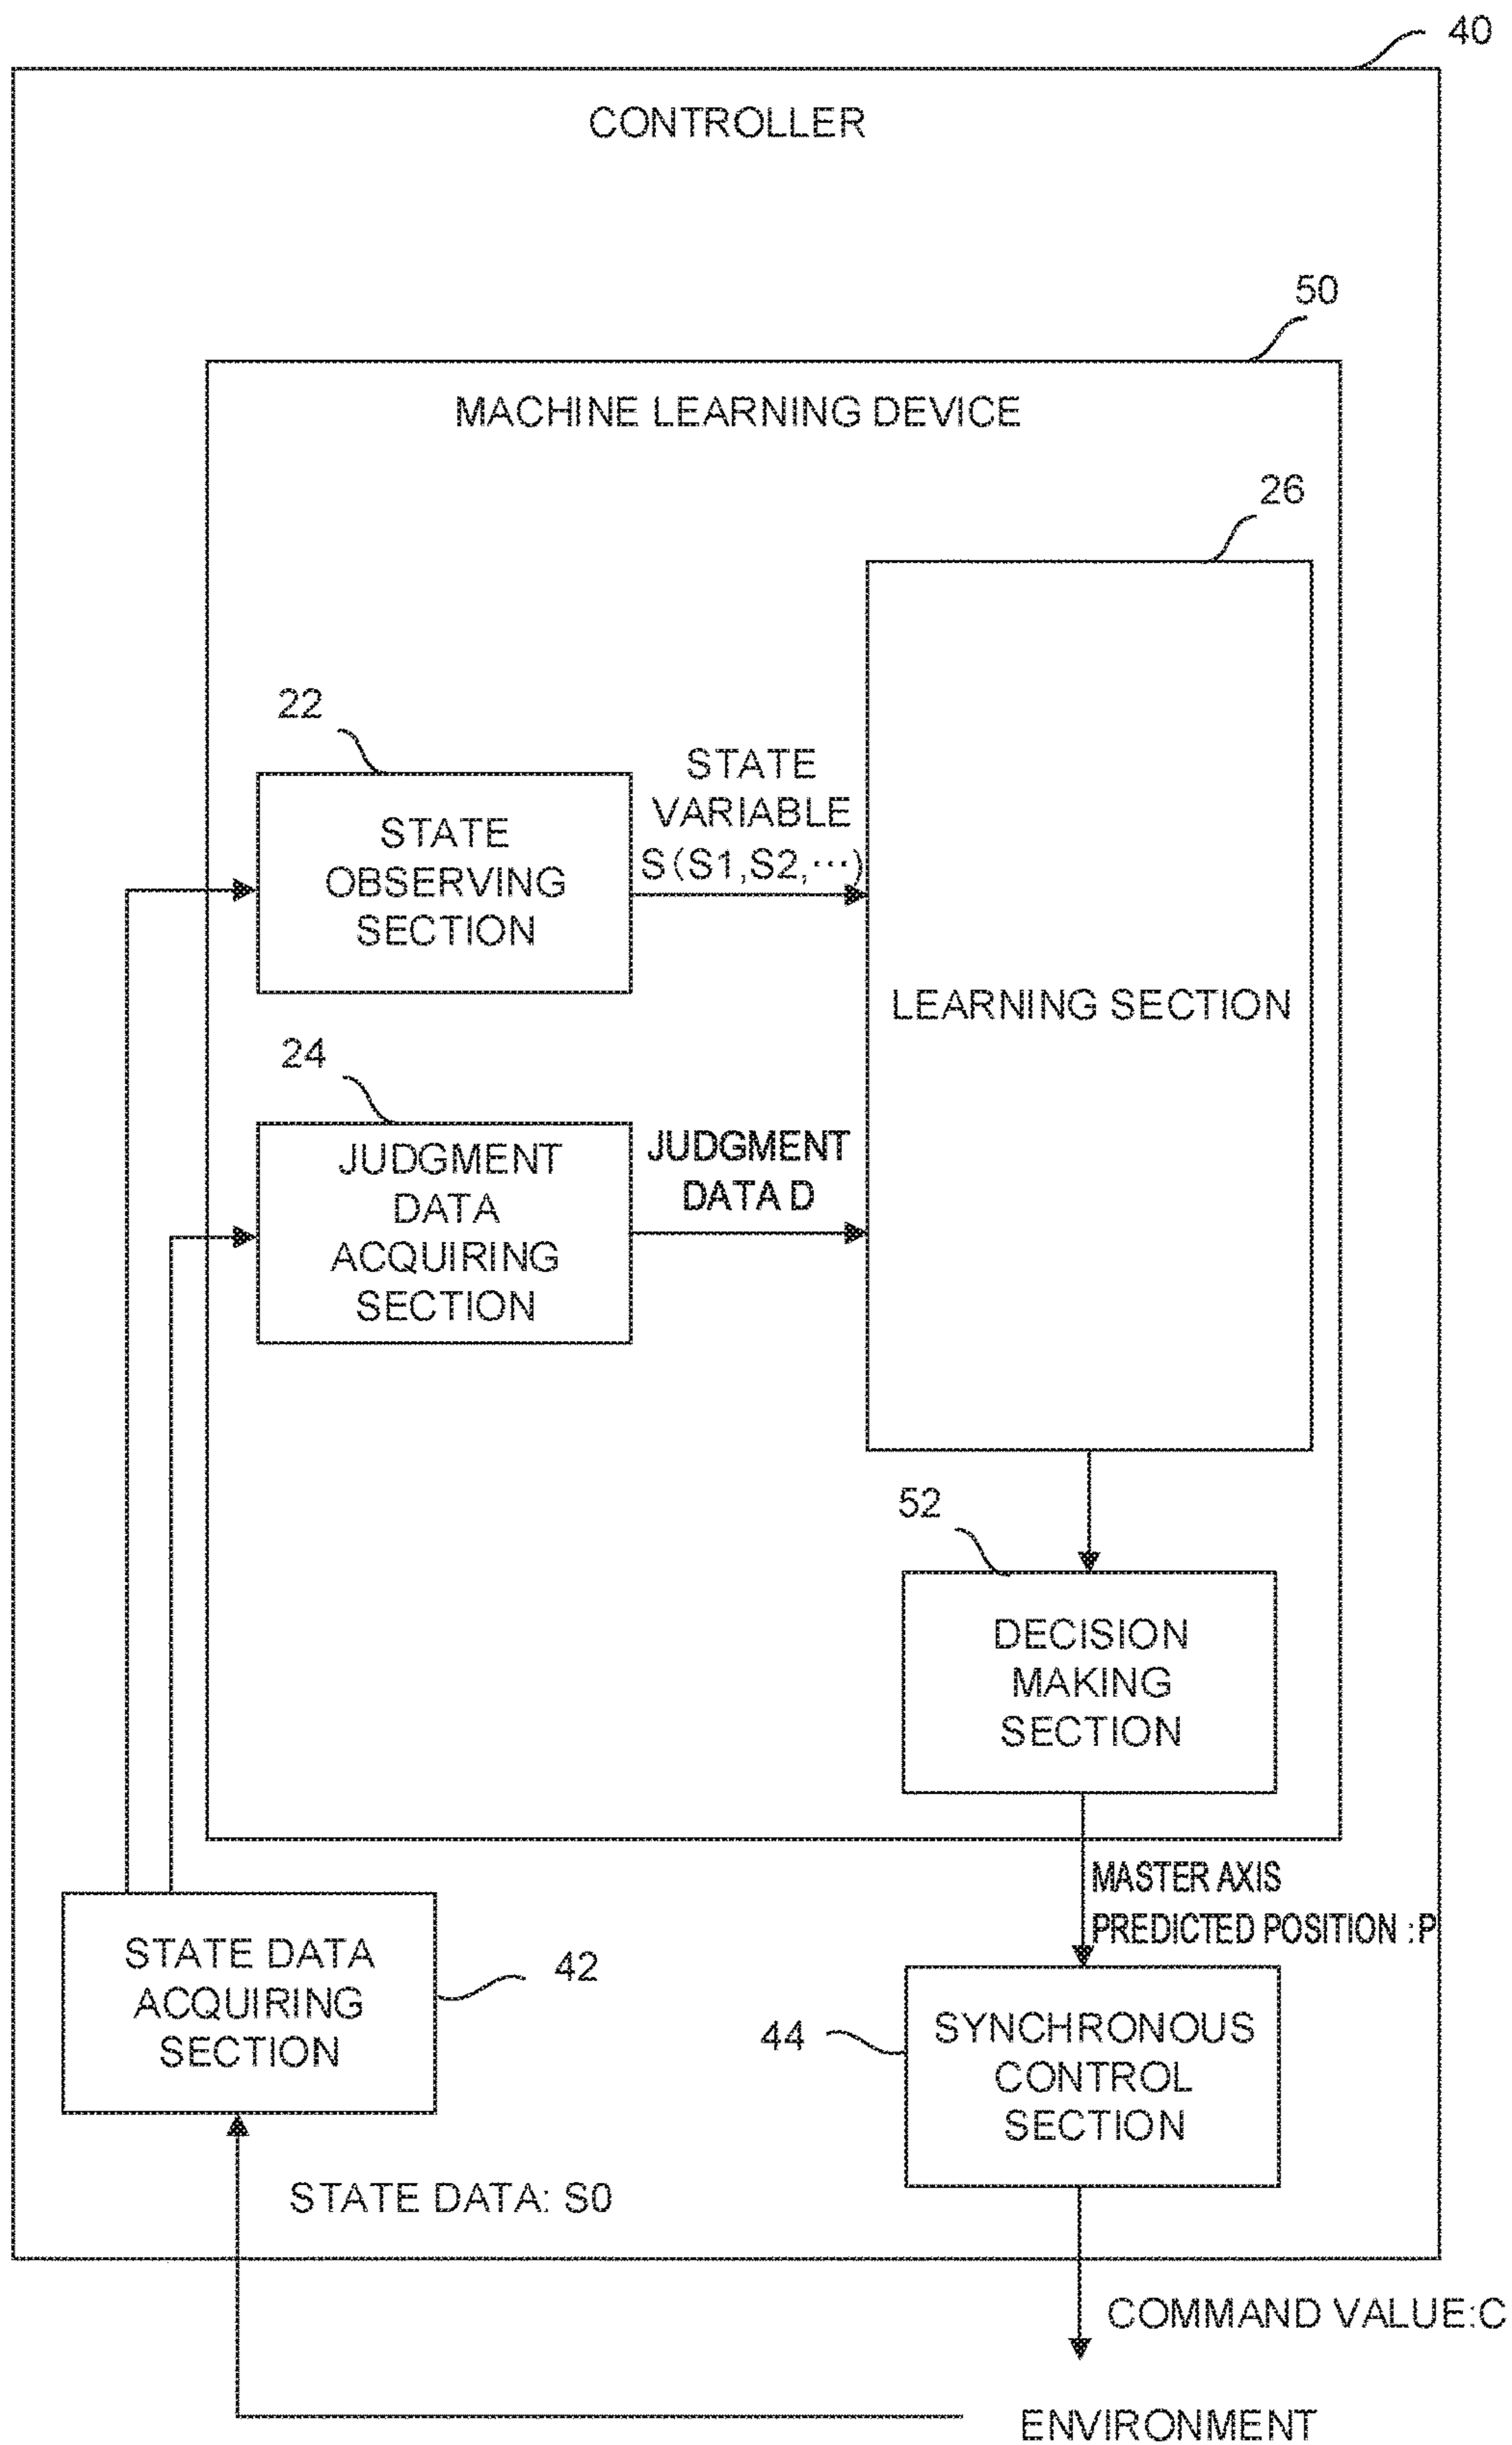 40
CONTROLLER
50
MACHINE LEARNING DEVICE
26
22
STATE
OBSERVING
SECTION
STATE
VARIABLE
S(S1,S2,⋯)
LEARNING SECTION
24
JUDGMENT
DATA
ACQUIRING
SECTION
JUDGMENT
DATA D
52
DECISION
MAKING
SECTION
MASTER AXIS
PREDICTED POSITION :P
STATE DATA
ACQUIRING
SECTION
42
44
SYNCHRONOUS
CONTROL
SECTION
STATE DATA: S0
COMMAND VALUE:C
ENVIRONMENT